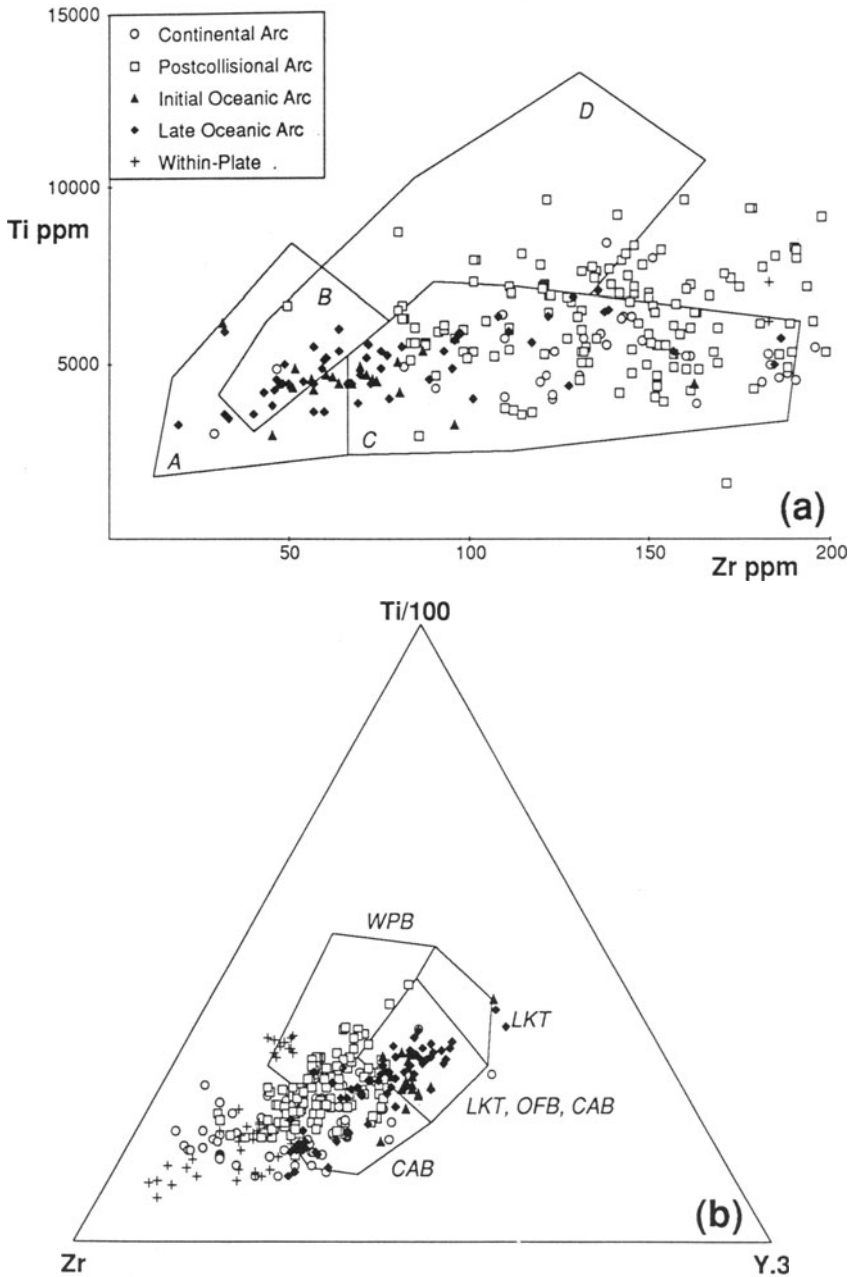 15000
Continental Arc
Postcollisional Arc
Initial Oceanic Arc
Late Oceanic Arc
Within-Plate
10000
Ti ppm
5000
A
B
C
D
(a)
50
100
150
200
Zr ppm
Ti/100
WPB
LKT
LKT, OFB, CAB
CAB
(b)
Zr
Y.3